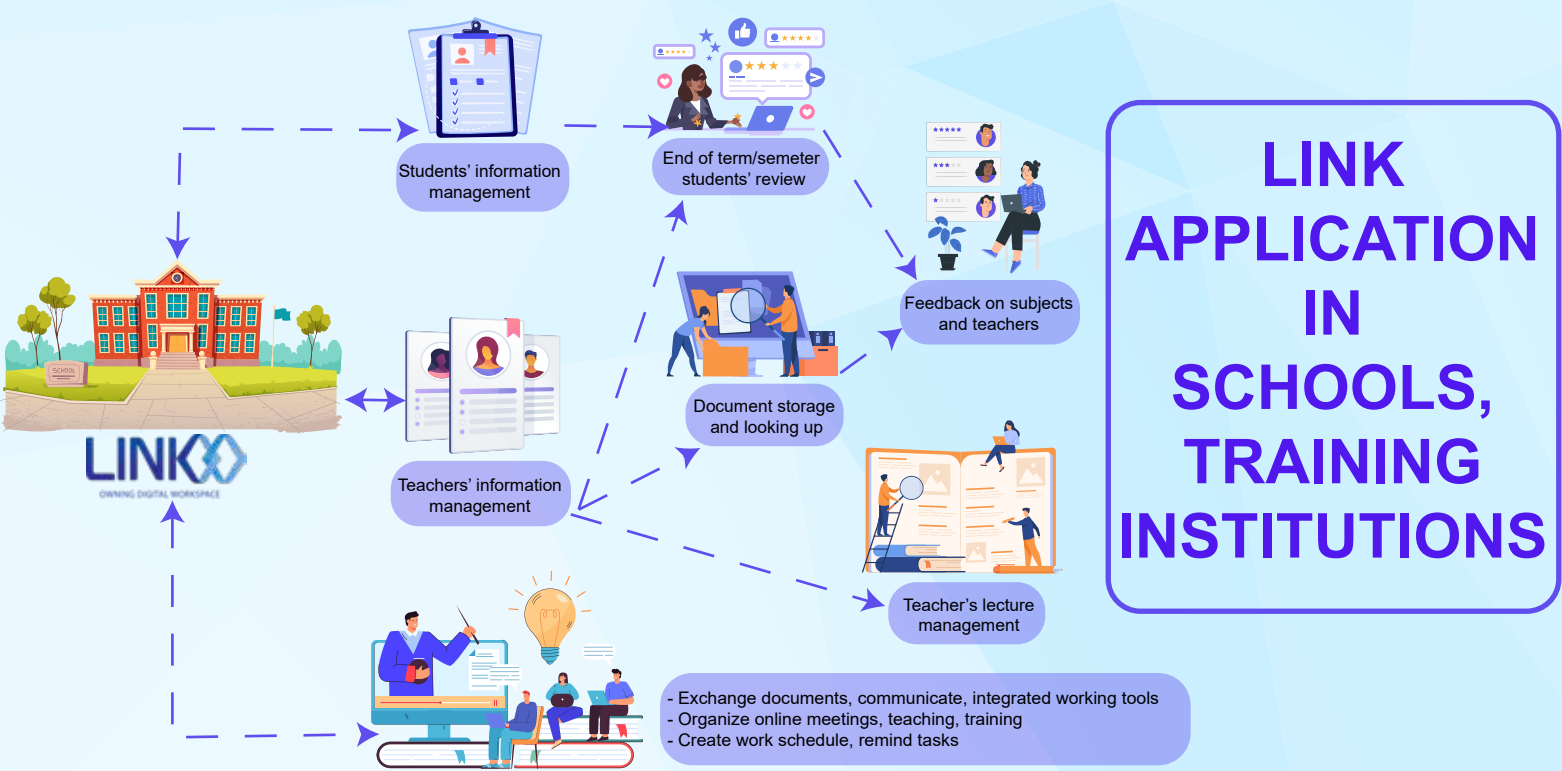 Students' information
management
End of term/semeter
students' review
Feedback on subjects
and teachers
SCHOOL
LINK
OWNING DIGITAL WORKSPACE
Teachers' information
management
Document storage
and looking up
Teacher's lecture
management
- Exchange documents, communicate, integrated working tools
- Organize online meetings, teaching, training
- Create work schedule, remind tasks
LINK
APPLICATION
IN
SCHOOLS,
TRAINING
INSTITUTIONS